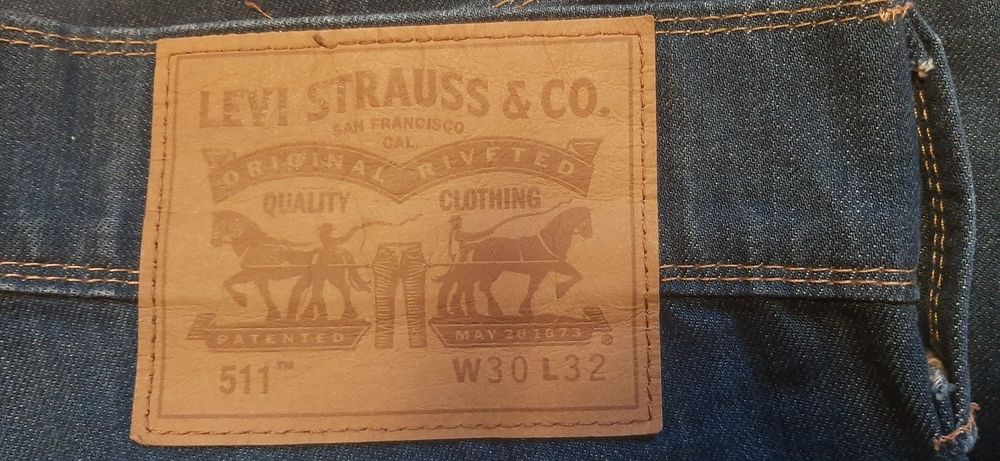 LEVI STRAUSS & CO.
SAN FRANCISCO
CAL.
ORIGINAL RIVETED
QUALITY CLOTHING
PATENTED MAY 20 1873 ®
511™ W30 L32